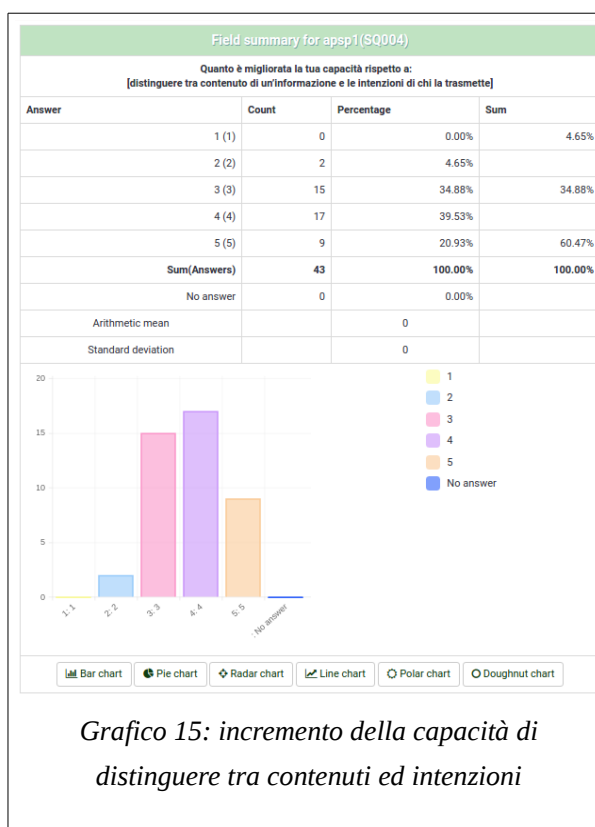 Field summary for apsp1(SQ004)
Quanto è migliorata la tua capacità rispetto a:
[distinguere tra contenuto di un'informazione e le intenzioni di chi la trasmette]
Answer Count Percentage Sum
1 (1) 0 0.00% 4.65%
2 (2) 2 4.65%
3 (3) 15 34.88% 34.88%
4 (4) 17 39.53%
5 (5) 9 20.93% 60.47%
Sum(Answers) 43 100.00% 100.00%
No answer 0 0.00%
Arithmetic mean 0
Standard deviation 0
20
15
10
5
0
1: 1
2: 2
3: 3
4: 4
5: 5
: No answer
1
2
3
4
5
No answer
Bar chart Pie chart Radar chart Line chart Polar chart Doughnut chart
Grafico 15: incremento della capacità di
distinguere tra contenuti ed intenzioni